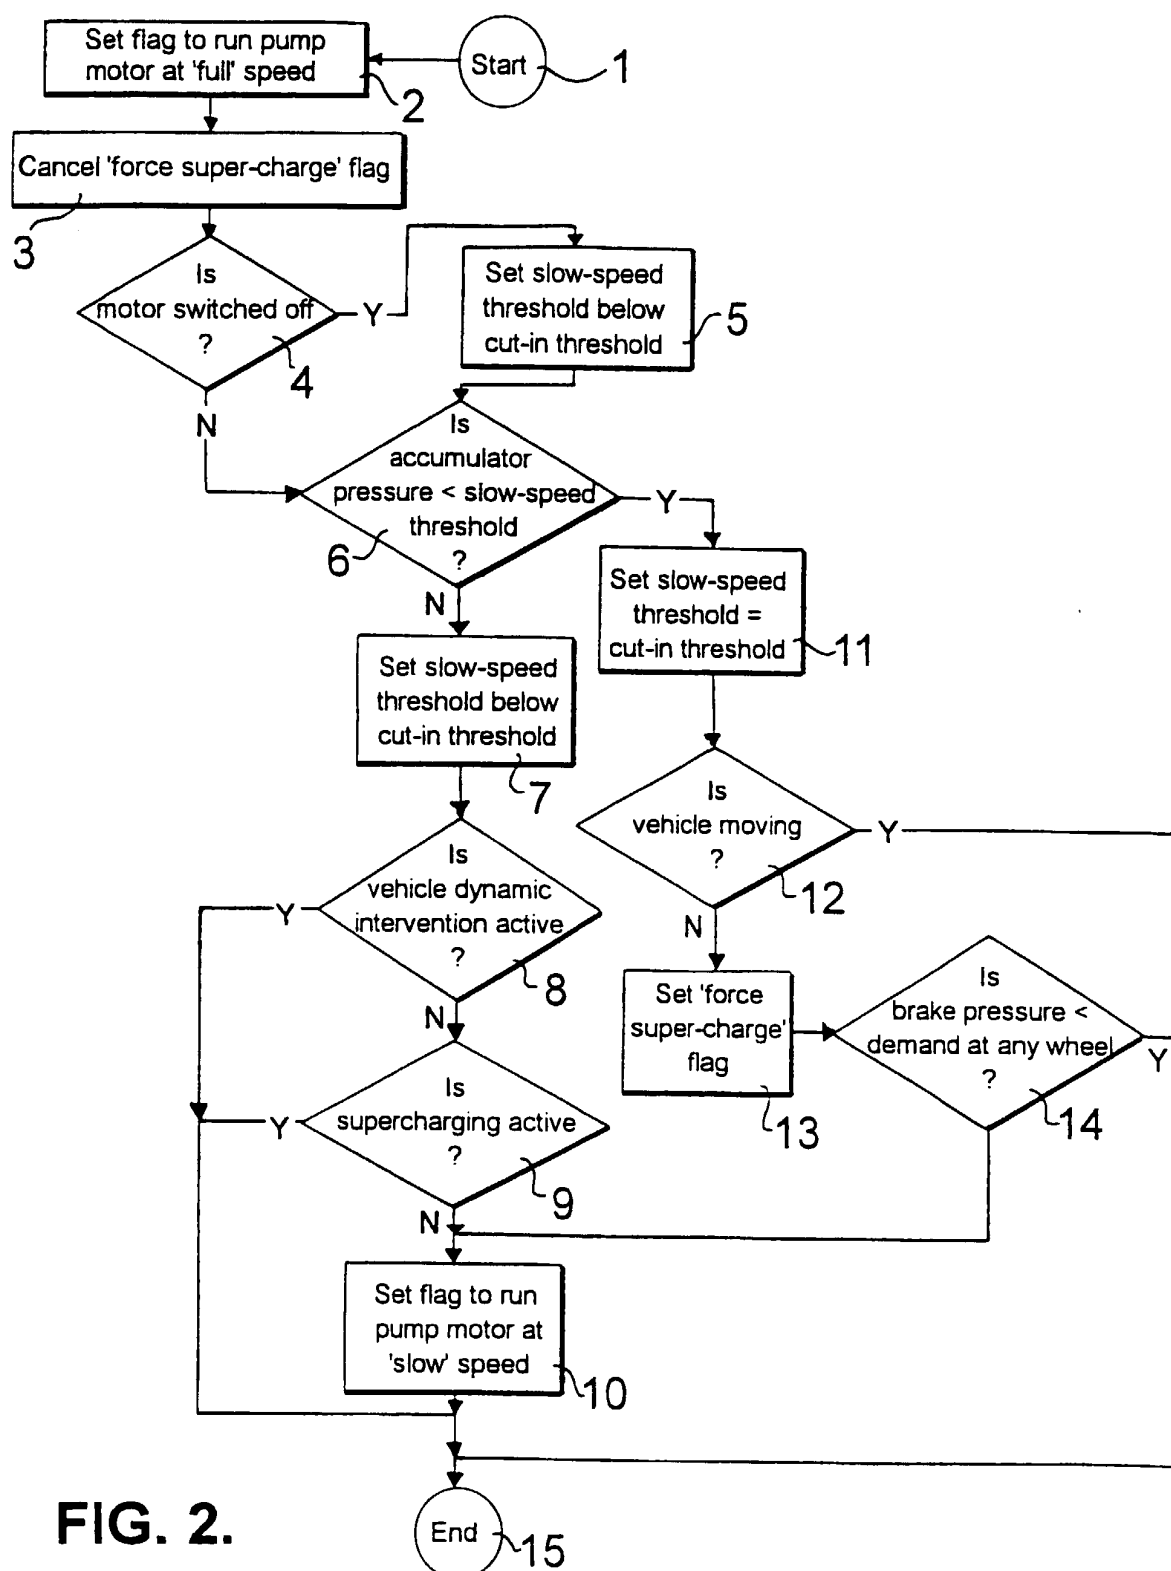 Set flag to run pump
motor at 'full' speed
2
Start
1
Cancel 'force super-charge' flag
3
Is
motor switched off
?
4
Y
N
Set slow-speed
threshold below
cut-in threshold
5
Is
accumulator
pressure < slow-speed
threshold
?
6
Y
N
Set slow-speed
threshold =
cut-in threshold
11
Set slow-speed
threshold below
cut-in threshold
7
Is
vehicle moving
?
12
Y
N
Is
vehicle dynamic
intervention active
?
8
Y
N
Set 'force
super-charge'
flag
13
Is
brake pressure <
demand at any wheel
?
14
Y
Is
supercharging active
?
9
Y
N
Set flag to run
pump motor at
'slow' speed
10
End
15
FIG. 2.